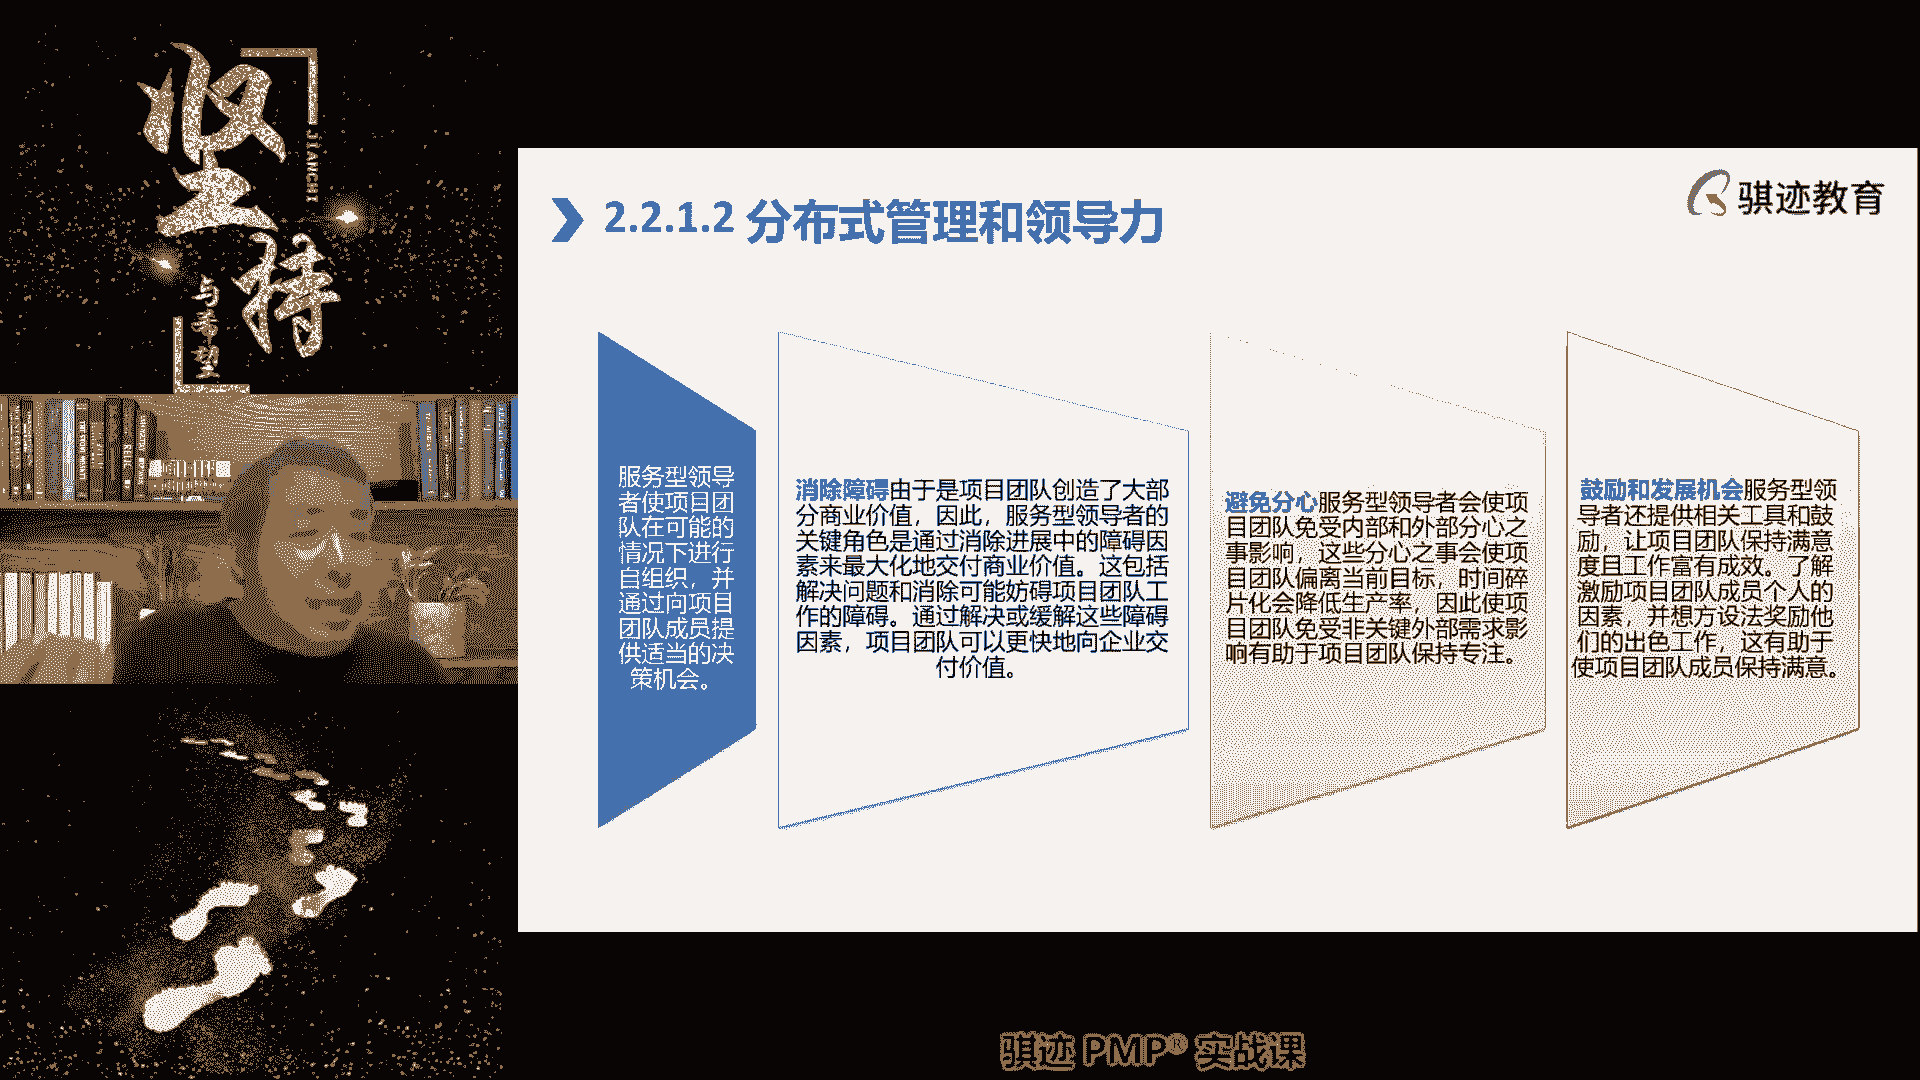 坚持
JIANCHI
与希望
骐迹教育
2.2.1.2 分布式管理和领导力
服务型领导
者使项目团
队在可能的
情况下进行
自组织，并
通过向项目
团队成员提
供适当的决
策机会。
消除障碍由于是项目团队创造了大部
分商业价值，因此，服务型领导者的
关键角色是通过消除进展中的障碍因
素来最大化地交付商业价值。这包括
解决问题和消除可能妨碍项目团队工
作的障碍。通过解决或缓解这些障碍
因素，项目团队可以更快地向企业交
付价值。
避免分心服务型领导者会使项
目团队免受内部和外部分心之
事影响，这些分心之事会使项
目团队偏离当前目标，时间碎
片化会降低生产率，因此使项
目团队免受非关键外部需求影
响有助于项目团队保持专注。
鼓励和发展机会服务型领
导者还提供相关工具和鼓
励，让项目团队保持满意
度且工作富有成效。了解
激励项目团队成员个人的
因素，并想方设法奖励他
们的出色工作，这有助于
使项目团队成员保持满意。
骐迹 PMP® 实战课